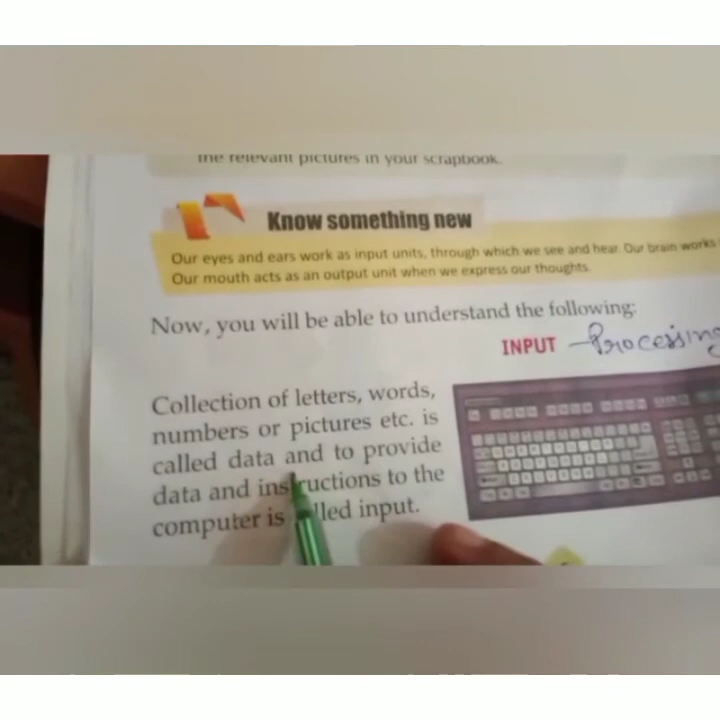 the relevant pictures in your scrapbook.
Know something new
Our eyes and ears work as input units, through which we see and hear. Our brain works
Our mouth acts as an output unit when we express our thoughts.
Now, you will be able to understand the following:
INPUT – Processing
Collection of letters, words,
numbers or pictures etc. is
called data and to provide
data and instructions to the
computer is called input.